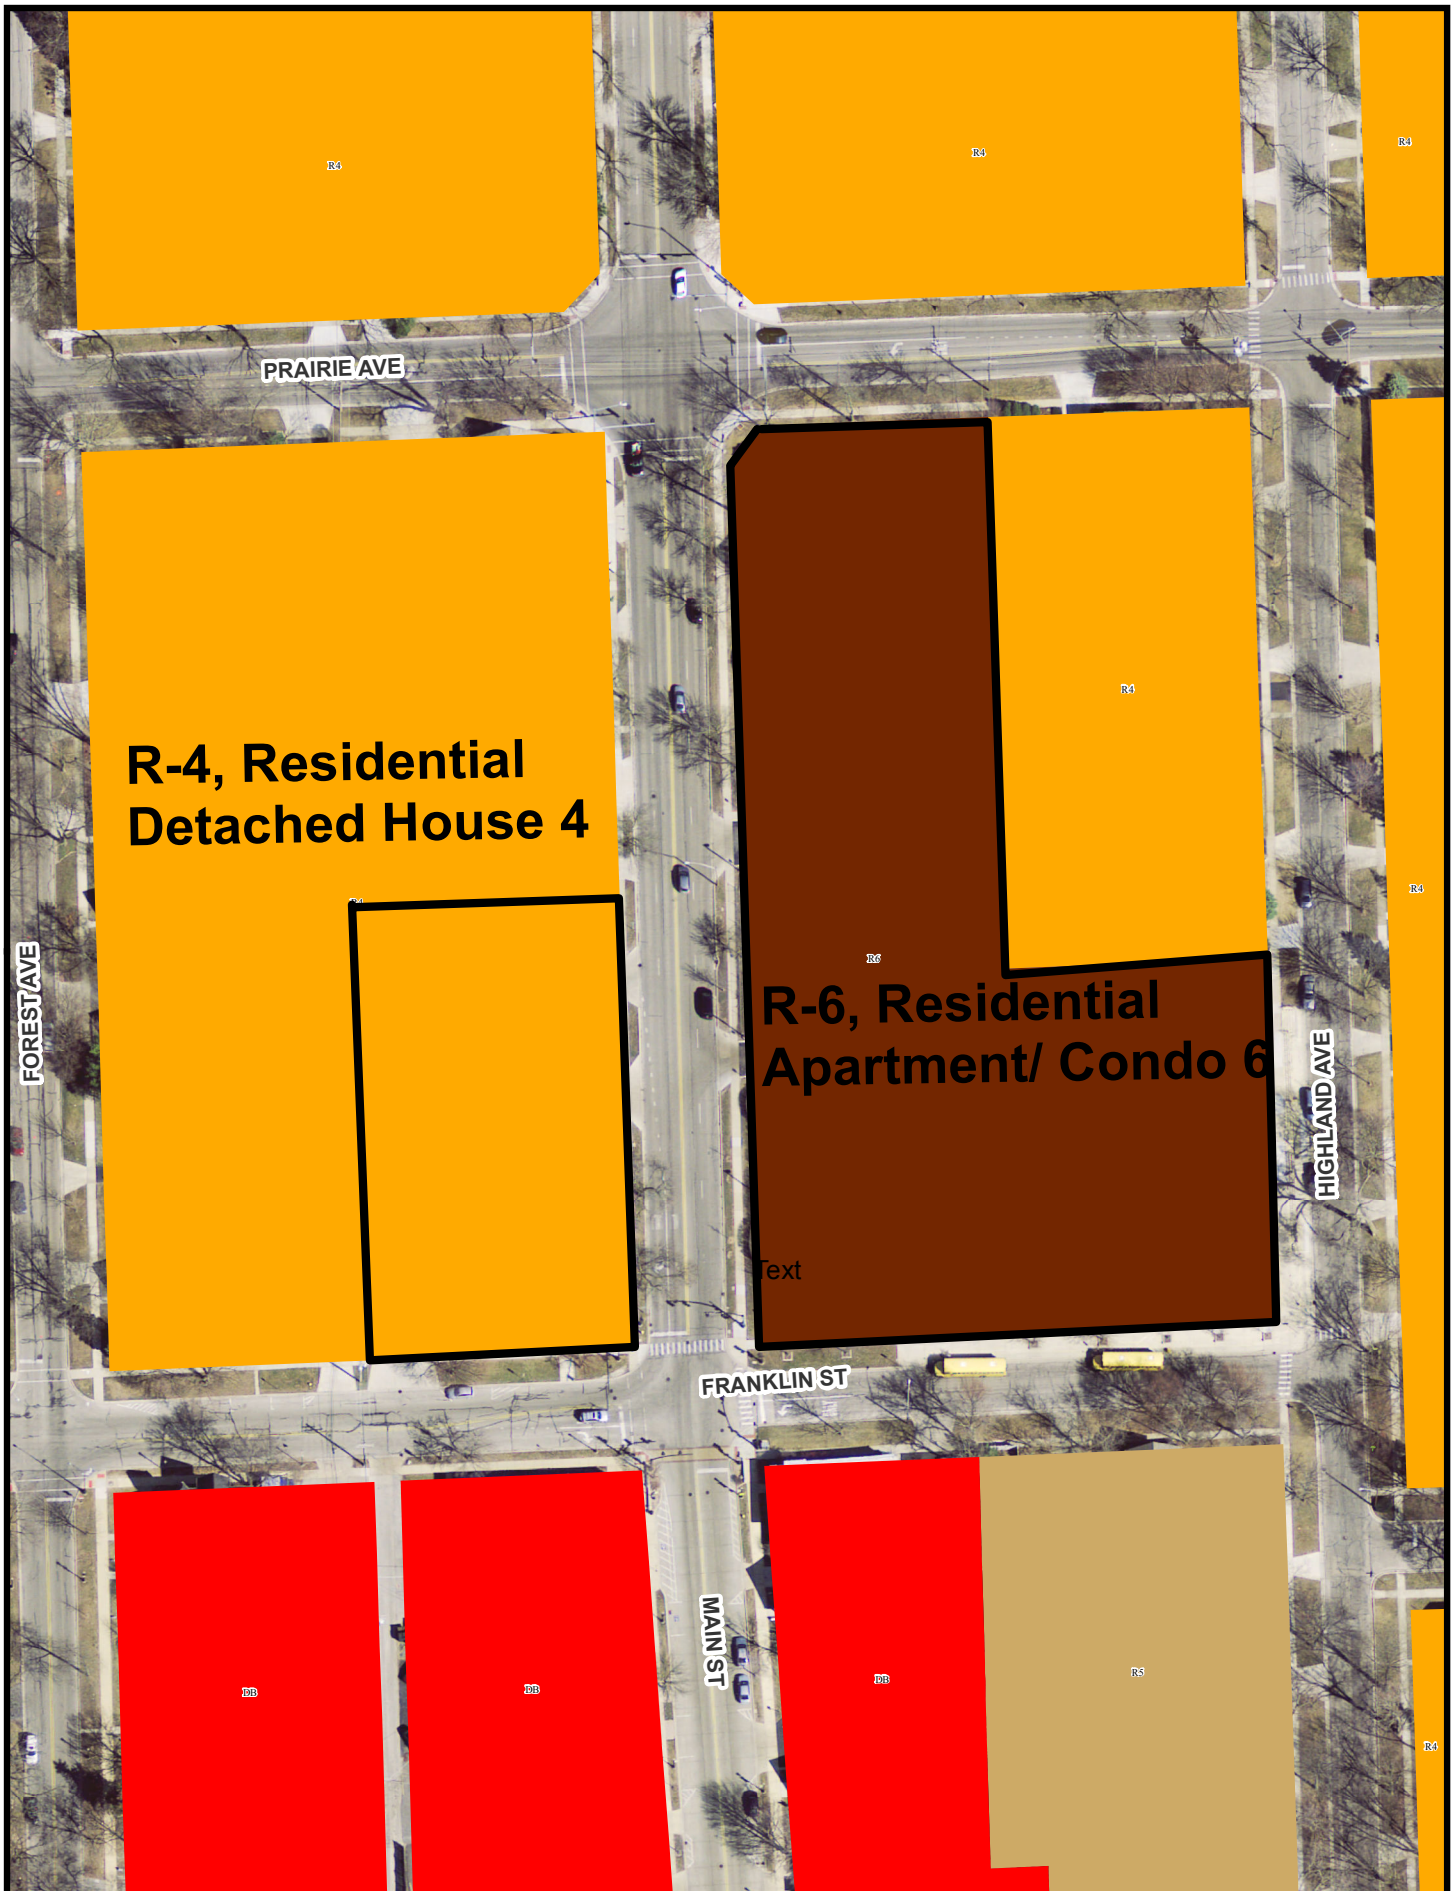 R4
R4
R4
PRAIRIE AVE
R4
R-4, Residential
Detached House 4
R4
R4
R6
R-6, Residential
Apartment/ Condo 6
FOREST AVE
HIGHLAND AVE
Text
FRANKLIN ST
MAIN ST
DB
DB
DB
R5
R4